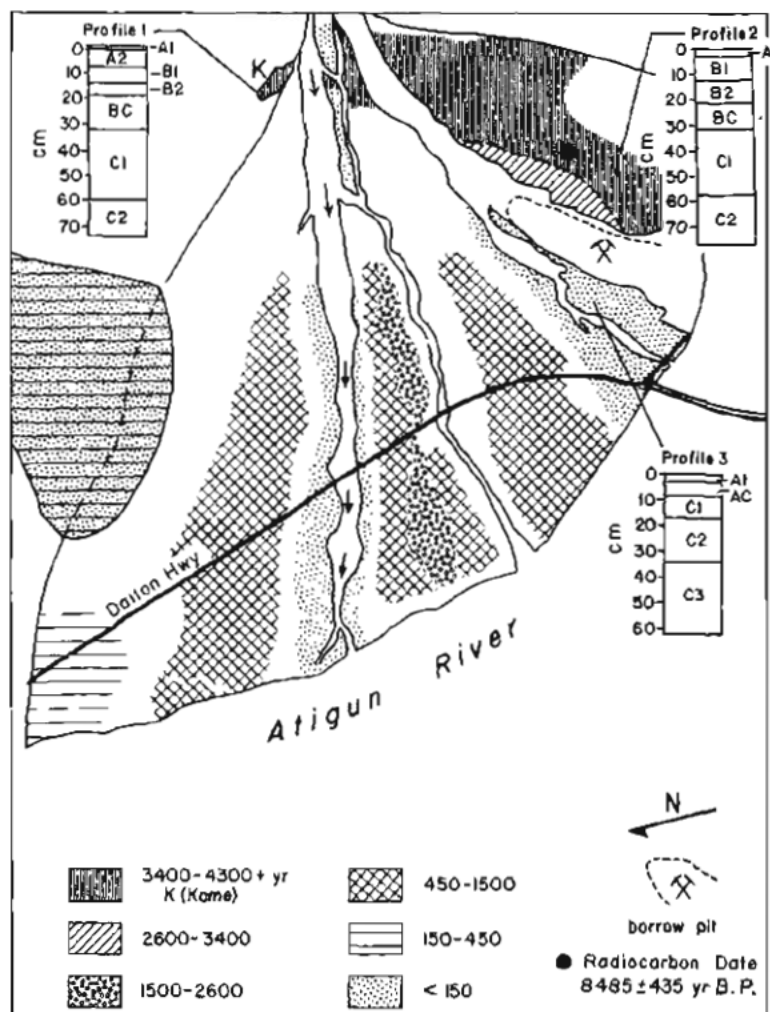 Profile 1
0
10
20
30
40
50
60
70
cm
A1
A2
B1
B2
BC
C1
C2
K
Profile 2
0
10
20
30
40
50
60
70
cm
A
B1
B2
BC
C1
C2
Profile 3
0
10
20
30
40
50
60
cm
A1
AC
C1
C2
C3
Dalton Hwy
Atigun River
N
3400-4300+ yr
K (Kame)
2600-3400
1500-2600
450-1500
150-450
< 150
borrow pit
Radiocarbon Date
8485±435 yr B.P.